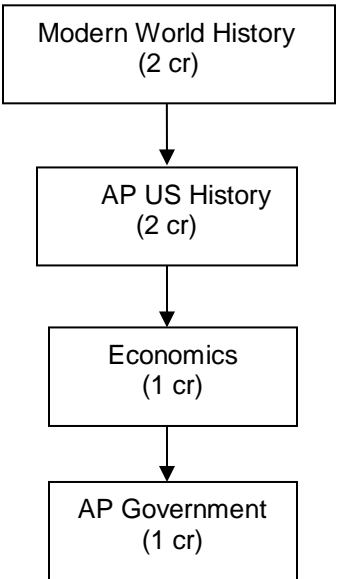 Modern World History
(2 cr)
AP US History
(2 cr)
Economics
(1 cr)
AP Government
(1 cr)